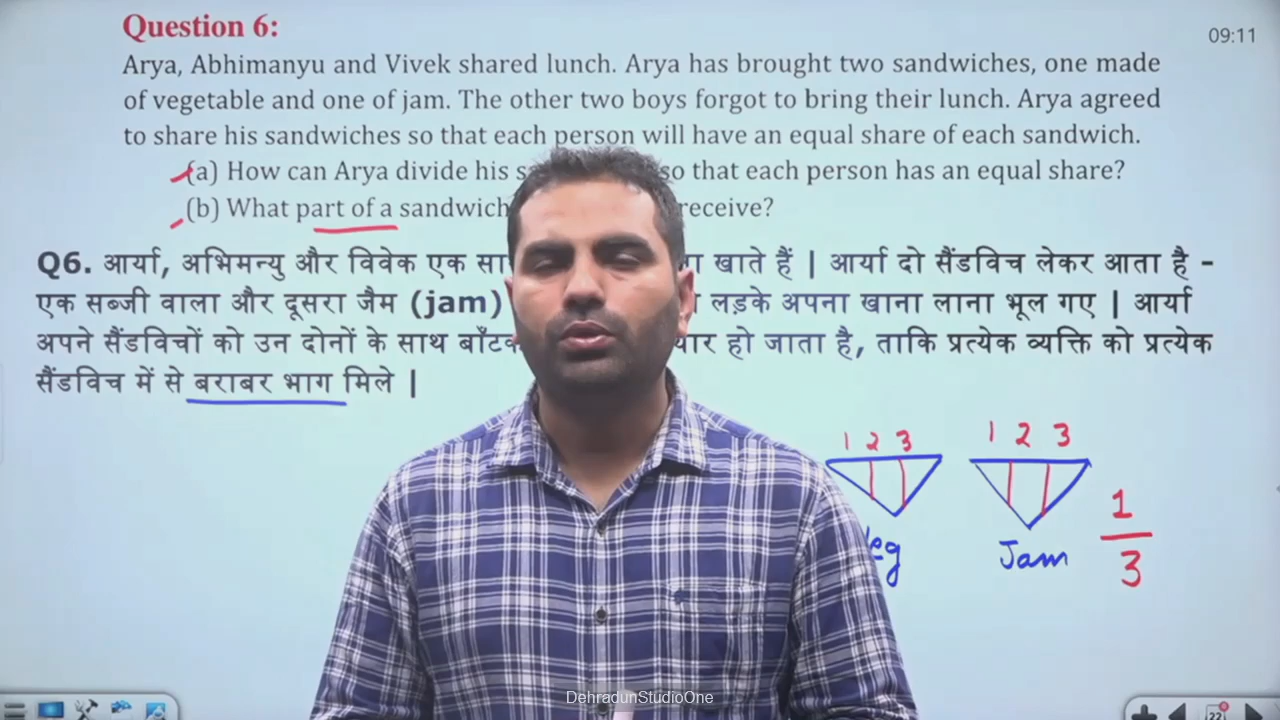 Question 6:
09:11
Arya, Abhimanyu and Vivek shared lunch. Arya has brought two sandwiches, one made
of vegetable and one of jam. The other two boys forgot to bring their lunch. Arya agreed
to share his sandwiches so that each person will have an equal share of each sandwich.
(a) How can Arya divide his so that each person has an equal share?
(b) What part of a sandwich receive?
Q6. आर्या, अभिमन्यु और विवेक एक खाते हैं | आर्या दो सैंडविच लेकर आता है -
एक सब्जी वाला और दूसरा जैम (jam) लड़के अपना खाना लाना भूल गए | आर्या
अपने सैंडविचों को उन दोनों के साथ हो जाता है, ताकि प्रत्येक व्यक्ति को प्रत्येक
सैंडविच में से बराबर भाग मिले |
1 2 3
1 2 3
Jam
1
3
DehradunStudioOne
22